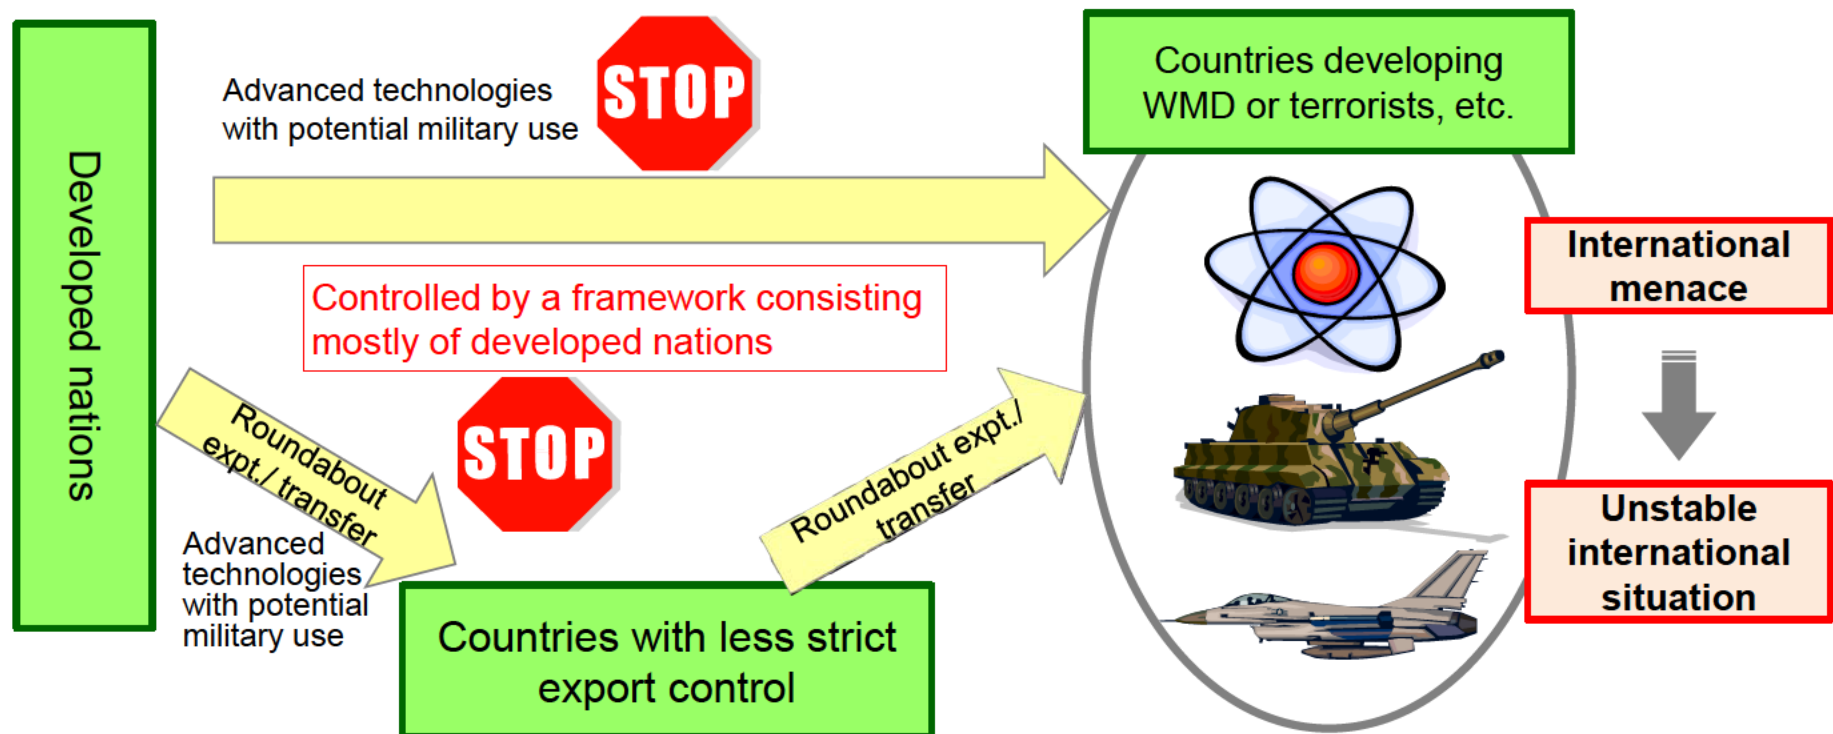 Developed nations
Advanced technologies
with potential military use
STOP
Countries developing
WMD or terrorists, etc.
International
menace
Controlled by a framework consisting
mostly of developed nations
STOP
Roundabout
expt./ transfer
Roundabout expt./
transfer
Advanced
technologies
with potential
military use
Countries with less strict
export control
Unstable
international
situation